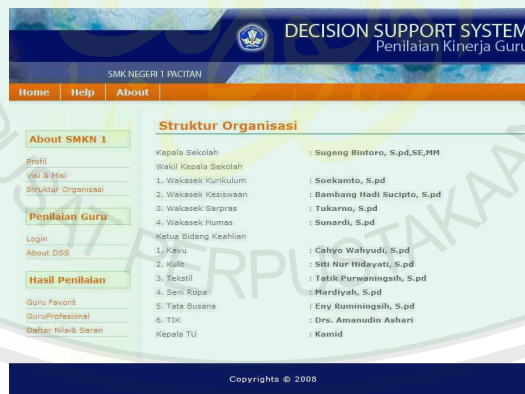 DECISION SUPPORT SYSTEM
Penilaian Kinerja Guru
SMK NEGERI 1 PACITAN
Home Help About
About SMKN 1
Profil
Visi & Misi
Struktur Organisasi
Penilaian Guru
Login
About DSS
Hasil Penilaian
Guru Favorit
GuruProfesional
Daftar Nilai& Saran
Struktur Organisasi
Kepala Sekolah : Sugeng Bintoro, S.pd,SE,MM
Wakil Kepala Sekolah
1. Wakasek Kurikulum : Soekamto, S.pd
2. Wakasek Kesiswaan : Bambang Hadi Sucipto, S.pd
3. Wakasek Sarpras : Tukarno, S.pd
4. Wakasek Humas : Sunardi, S.pd
Ketua Bidang Keahlian
1. Kayu : Cahyo Wahyudi, S.pd
2. Kulit : Siti Nur Hidayati, S.pd
3. Tekstil : Tatik Purwaningsih, S.pd
4. Seni Rupa : Mardiyah, S.pd
5. Tata Busana : Eny Ruminingsih, S.pd
6. TIK : Drs. Amanudin Ashari
Kepala TU : Kamid
Copyrights © 2008